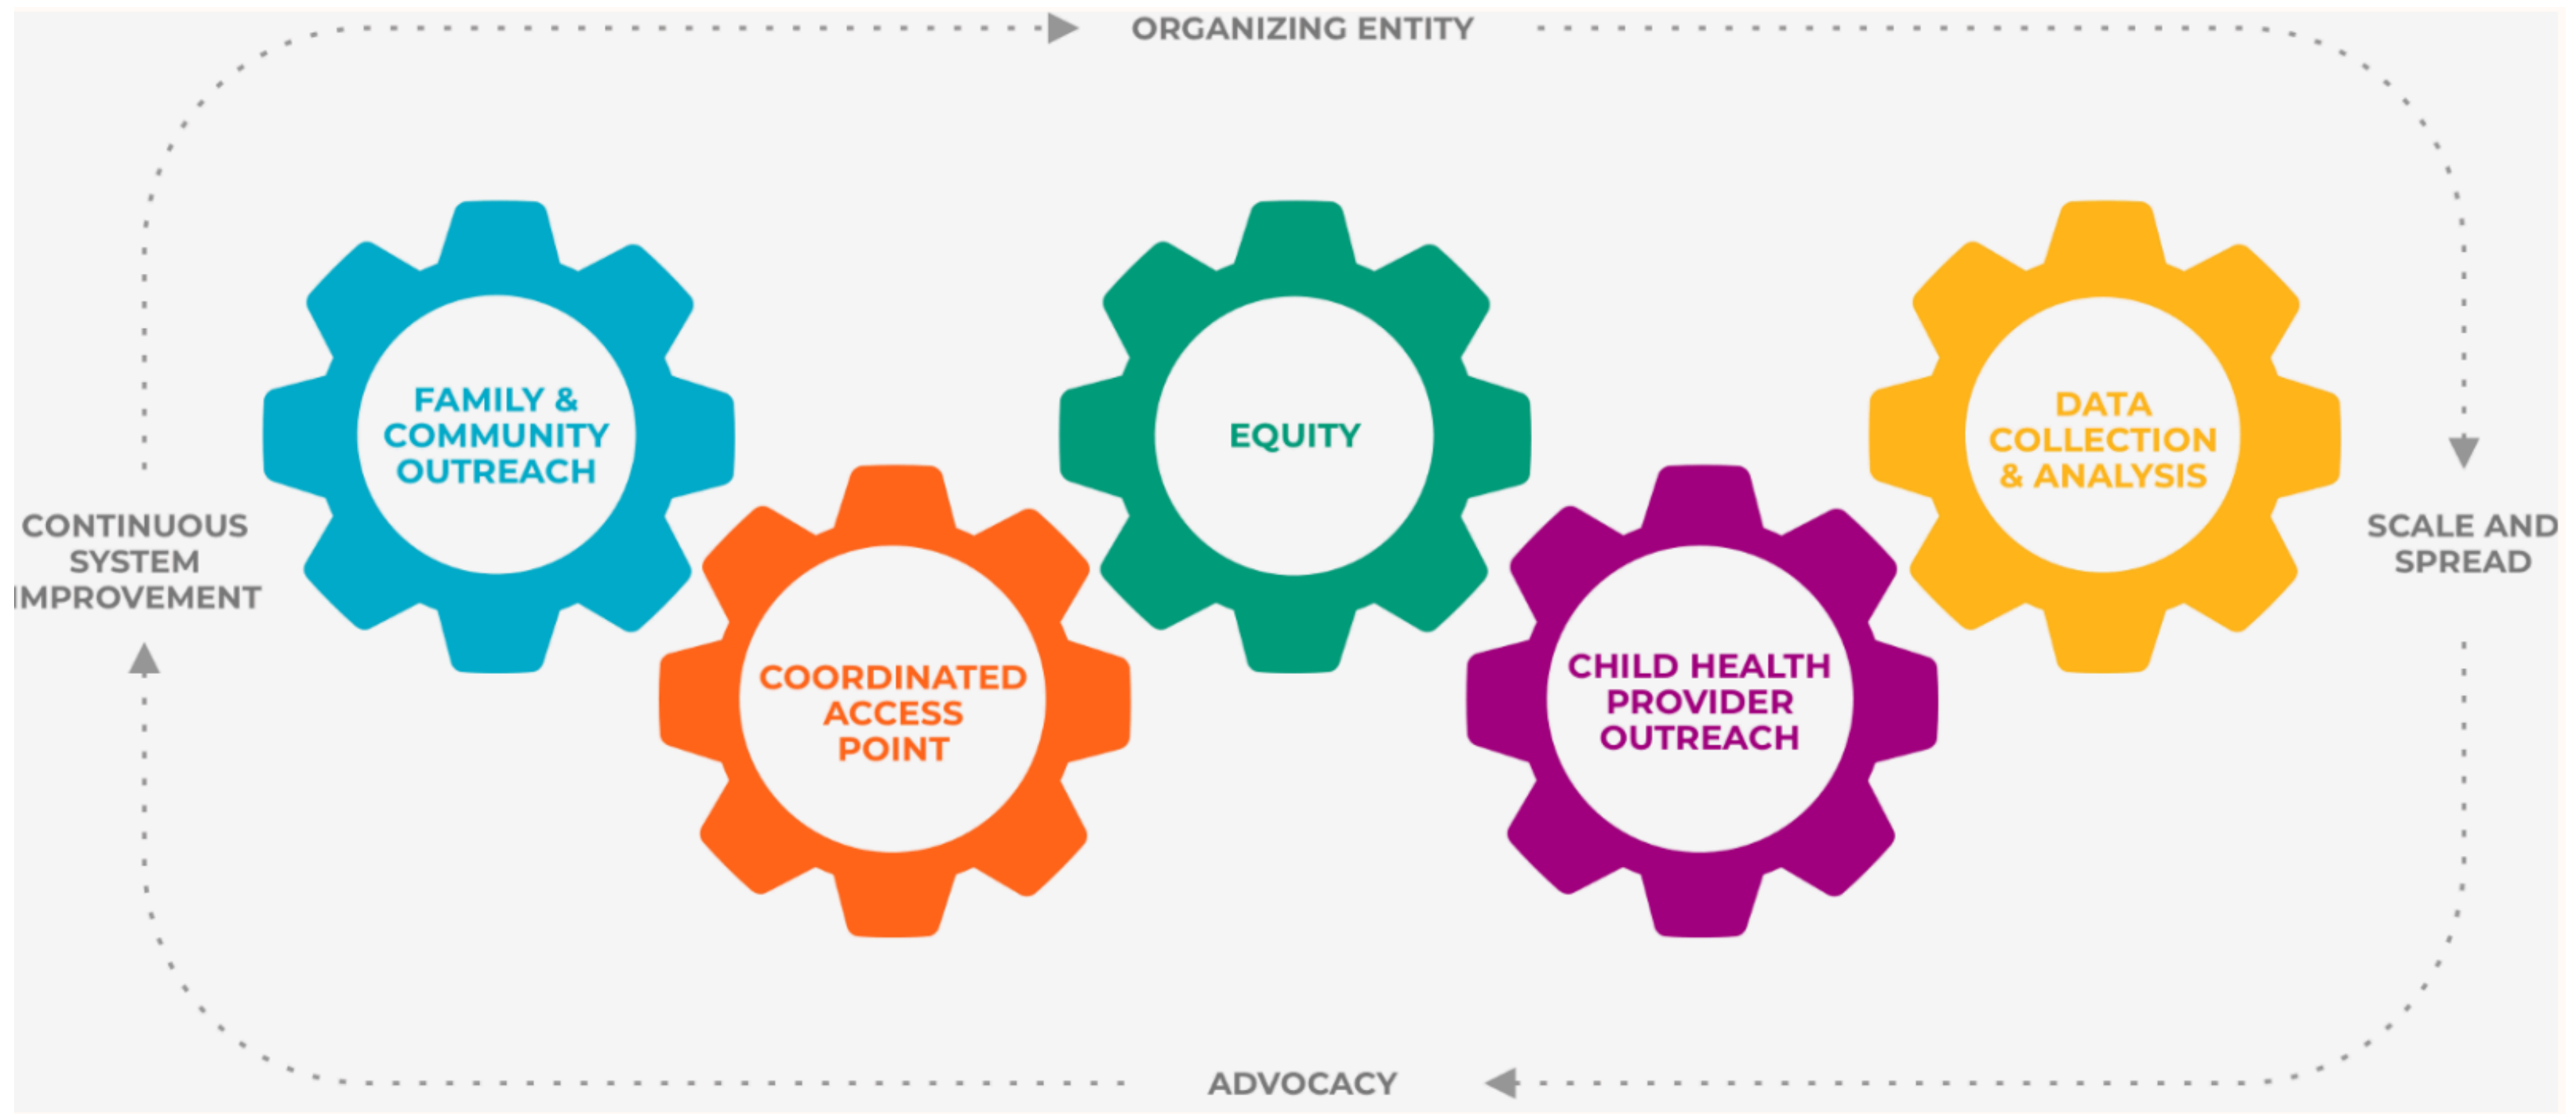 ORGANIZING ENTITY
FAMILY &
COMMUNITY
OUTREACH
EQUITY
DATA
COLLECTION
& ANALYSIS
CONTINUOUS
SYSTEM
IMPROVEMENT
SCALE AND
SPREAD
COORDINATED
ACCESS
POINT
CHILD HEALTH
PROVIDER
OUTREACH
ADVOCACY